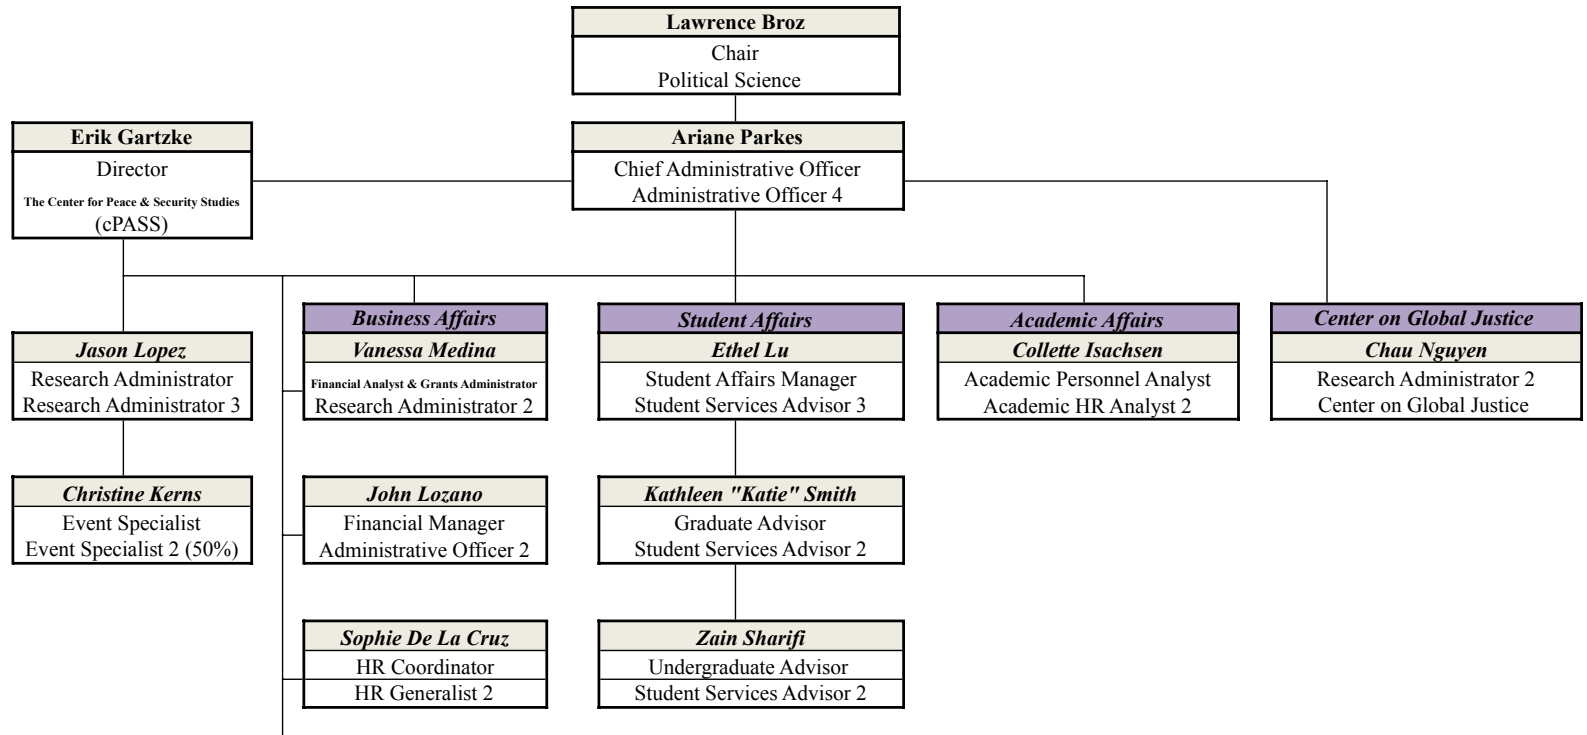 Lawrence Broz
Chair
Political Science
Erik Gartzke
Director
The Center for Peace & Security Studies
(cPASS)
Ariane Parkes
Chief Administrative Officer
Administrative Officer 4
Jason Lopez
Research Administrator
Research Administrator 3
Christine Kerns
Event Specialist
Event Specialist 2 (50%)
Business Affairs
Vanessa Medina
Financial Analyst & Grants Administrator
Research Administrator 2
John Lozano
Financial Manager
Administrative Officer 2
Sophie De La Cruz
HR Coordinator
HR Generalist 2
Student Affairs
Ethel Lu
Student Affairs Manager
Student Services Advisor 3
Kathleen "Katie" Smith
Graduate Advisor
Student Services Advisor 2
Zain Sharifi
Undergraduate Advisor
Student Services Advisor 2
Academic Affairs
Collette Isachsen
Academic Personnel Analyst
Academic HR Analyst 2
Center on Global Justice
Chau Nguyen
Research Administrator 2
Center on Global Justice